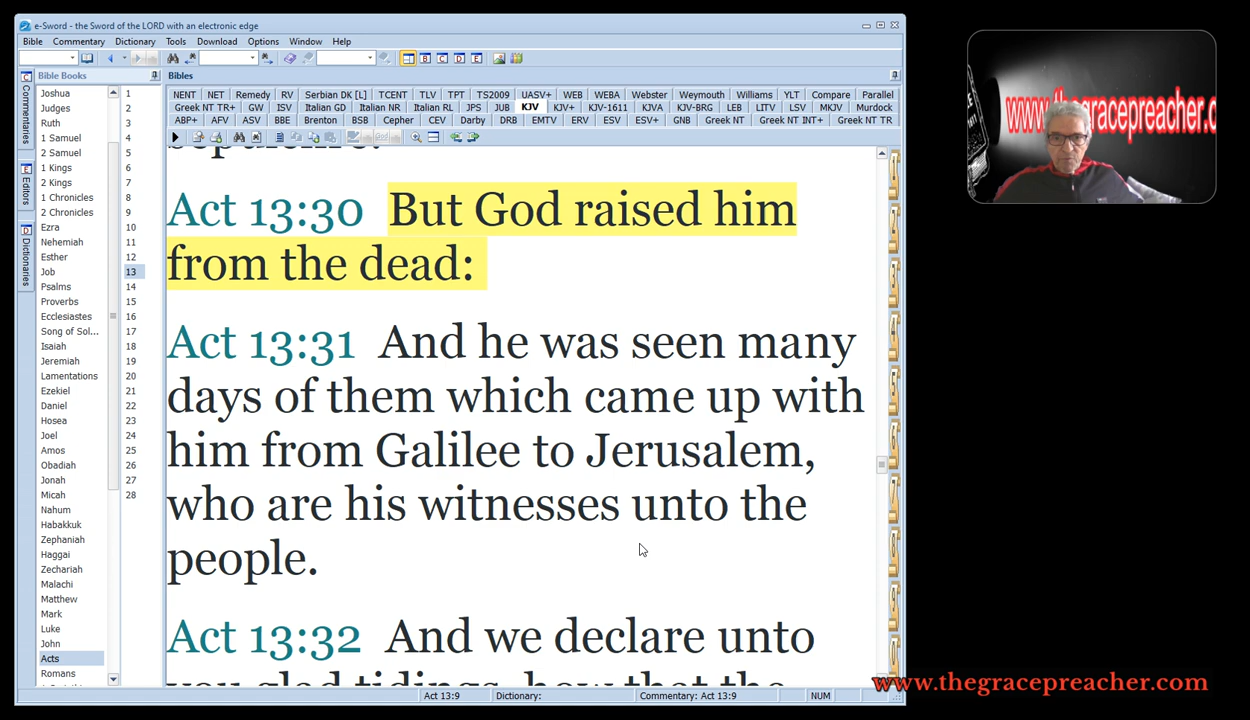 e-Sword - the Sword of the LORD with an electronic edge
Bible Commentary Dictionary Tools Download Options Window Help
Bible Books
Bibles
Commentaries
Editors
Dictionaries
Joshua
Judges
Ruth
1 Samuel
2 Samuel
1 Kings
2 Kings
1 Chronicles
2 Chronicles
Ezra
Nehemiah
Esther
Job
Psalms
Proverbs
Ecclesiastes
Song of Sol...
Isaiah
Jeremiah
Lamentations
Ezekiel
Daniel
Hosea
Joel
Amos
Obadiah
Jonah
Micah
Nahum
Habakkuk
Zephaniah
Haggai
Zechariah
Malachi
Matthew
Mark
Luke
John
Acts
Romans
1
2
3
4
5
6
7
8
9
10
11
12
13
14
15
16
17
18
19
20
21
22
23
24
25
26
27
28
NENT NET Remedy RV Serbian DK [L] TCENT TLV TPT TS2009 UASV+ WEB WEBA Webster Weymouth Williams YLT Compare Parallel
Greek NT TR+ GW ISV Italian GD Italian NR Italian RL JPS JUB KJV KJV+ KJV-1611 KJVA KJV-BRG LEB LITV LSV MKJV Murdock
ABP+ AFV ASV BBE Brenton BSB Cepher CEV Darby DRB EMTV ERV ESV ESV+ GNB Greek NT Greek NT INT+ Greek NT TR
Act 13:30 But God raised him
from the dead:
Act 13:31 And he was seen many
days of them which came up with
him from Galilee to Jerusalem,
who are his witnesses unto the
people.
Act 13:32 And we declare unto
you glad tidings, how that the
Act 13:9 Dictionary: Commentary: Act 13:9 NUM
www.thegracepreacher.com